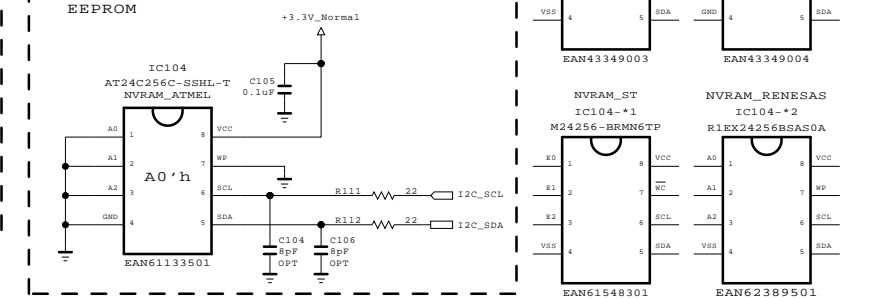 EEPROM
+3.3V_Normal
IC104
AT24C256C-SSHL-T
NVRAM_ATMEL
C105
0.1uF
A0
1
8
VCC
A1
2
7
WP
A0'h
A2
3
6
SCL
R111
22
I2C_SCL
GND
4
5
SDA
R112
22
I2C_SDA
C104
8pF
OPT
C106
8pF
OPT
EAN61133501
VSS
4
5
SDA
EAN43349003
GND
4
5
SDA
EAN43349004
NVRAM_ST
IC104-*1
M24256-BRMN6TP
E0
1
8
VCC
E1
2
7
WC
E2
3
6
SCL
VSS
4
5
SDA
EAN61548301
NVRAM_RENESAS
IC104-*2
R1EX24256BSAS0A
A0
1
8
VCC
A1
2
7
WP
A2
3
6
SCL
VSS
4
5
SDA
EAN62389501